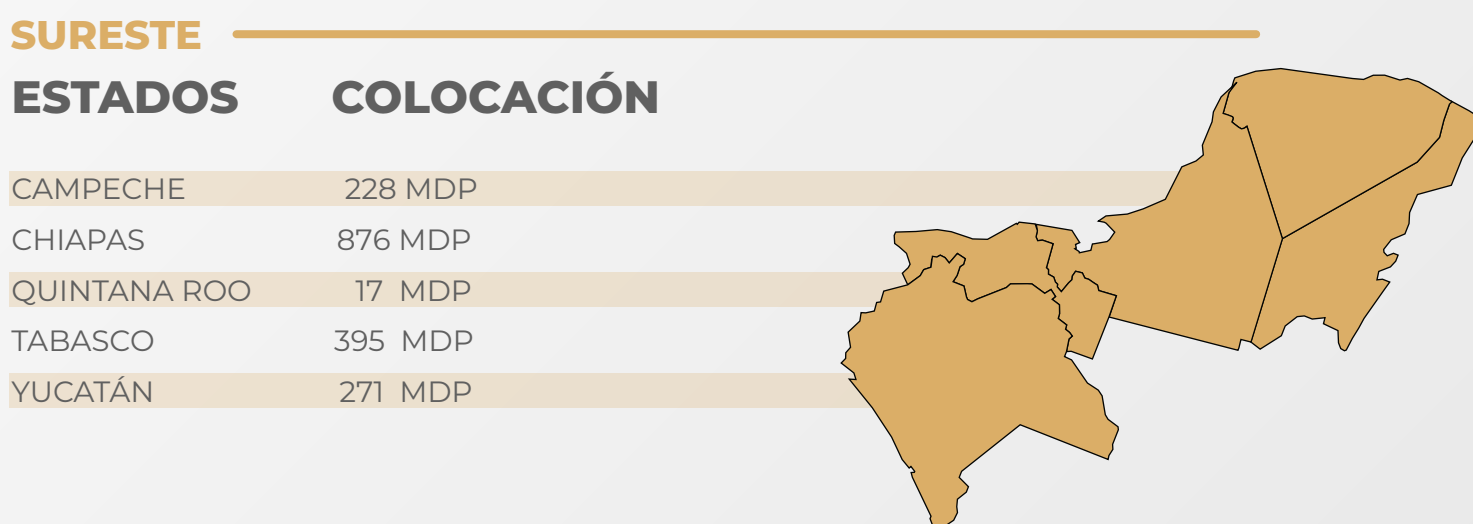 SURESTE
ESTADOS COLOCACIÓN
CAMPECHE 228 MDP
CHIAPAS 876 MDP
QUINTANA ROO 17 MDP
TABASCO 395 MDP
YUCATÁN 271 MDP